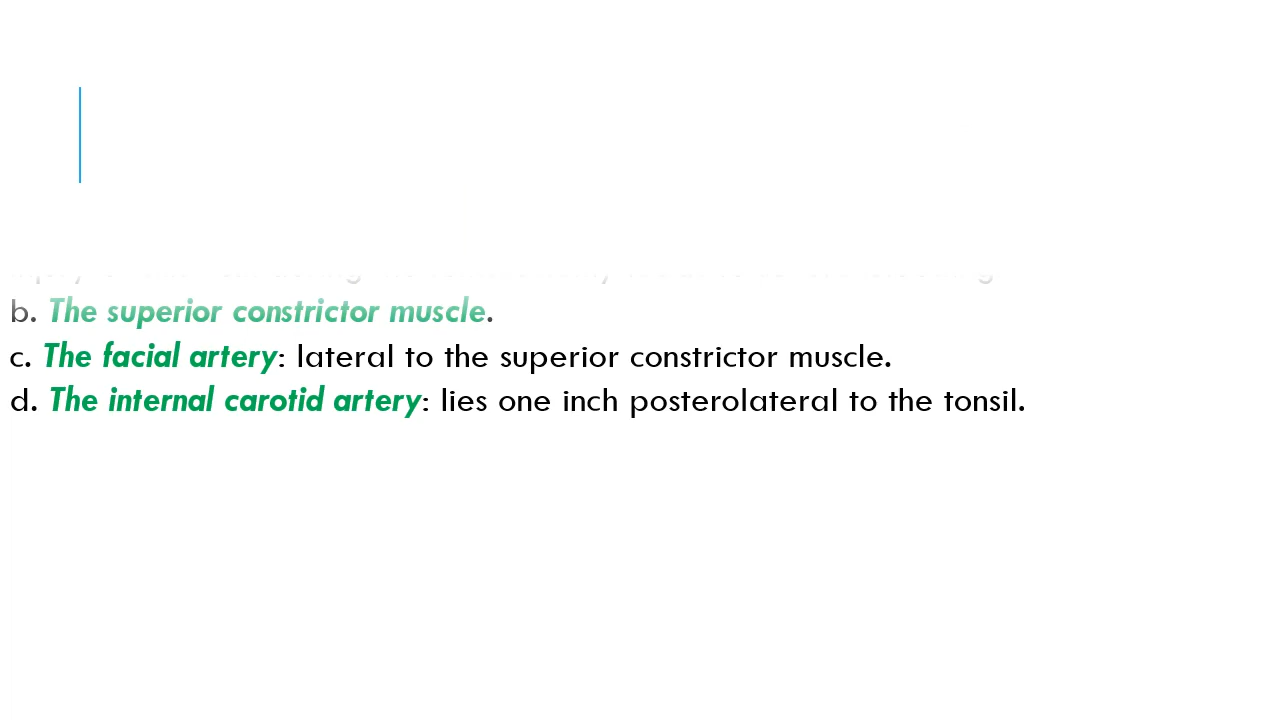 b. The superior constrictor muscle.
c. The facial artery: lateral to the superior constrictor muscle.
d. The internal carotid artery: lies one inch posterolateral to the tonsil.